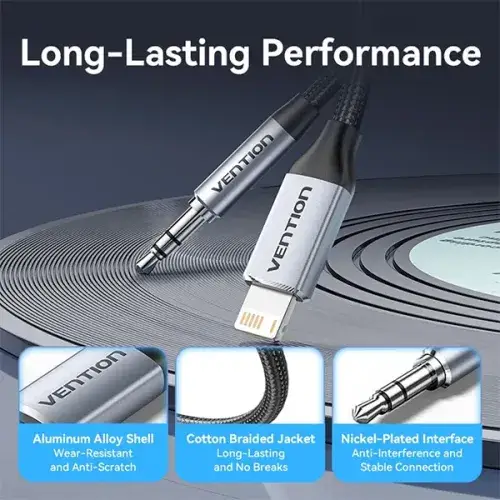 Long-Lasting Performance
VENTION
VENTION
VENTION
Aluminum Alloy Shell
Wear-Resistant
and Anti-Scratch
Cotton Braided Jacket
Long-Lasting
and No Breaks
Nickel-Plated Interface
Anti-Interference and
Stable Connection